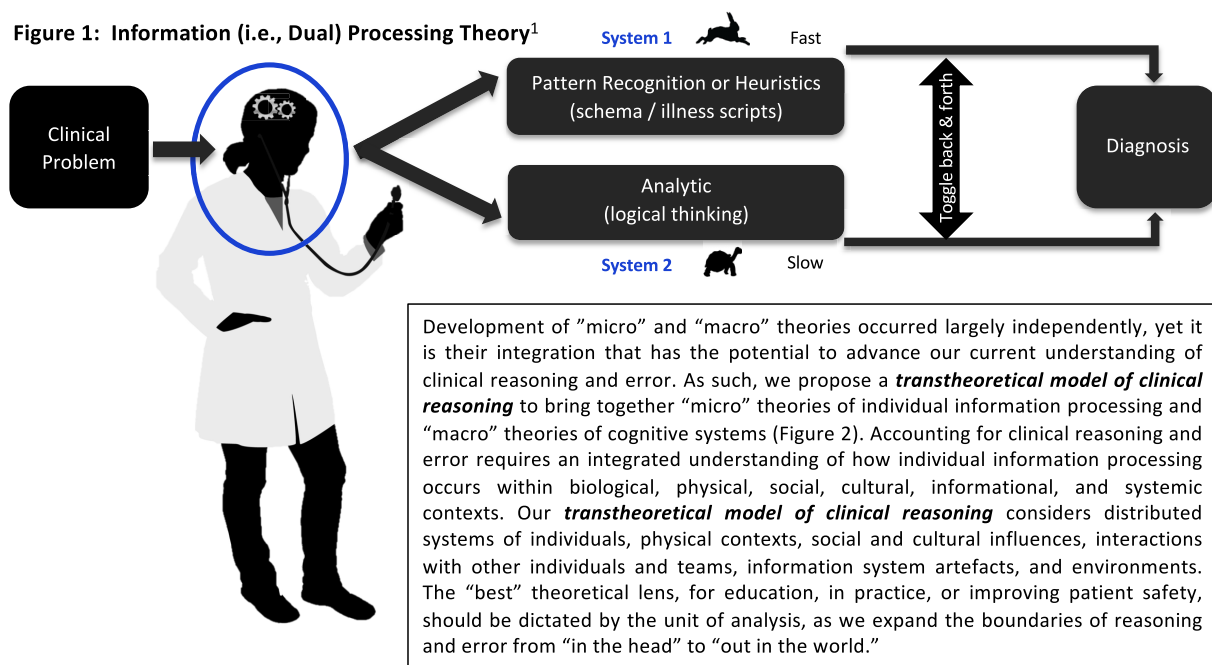 Figure 1:  Information (i.e., Dual) Processing Theory1
System 1
Fast
Clinical
Problem
Pattern Recognition or Heuristics
(schema / illness scripts)
Analytic
(logical thinking)
Toggle back & forth
Diagnosis
System 2
Slow
Development of ”micro” and “macro” theories occurred largely independently, yet it
is their integration that has the potential to advance our current understanding of
clinical reasoning and error. As such, we propose a transtheoretical model of clinical
reasoning to bring together “micro” theories of individual information processing and
“macro” theories of cognitive systems (Figure 2). Accounting for clinical reasoning and
error requires an integrated understanding of how individual information processing
occurs within biological, physical, social, cultural, informational, and systemic
contexts. Our transtheoretical model of clinical reasoning considers distributed
systems of individuals, physical contexts, social and cultural influences, interactions
with other individuals and teams, information system artefacts, and environments.
The “best” theoretical lens, for education, in practice, or improving patient safety,
should be dictated by the unit of analysis, as we expand the boundaries of reasoning
and error from “in the head” to “out in the world.”